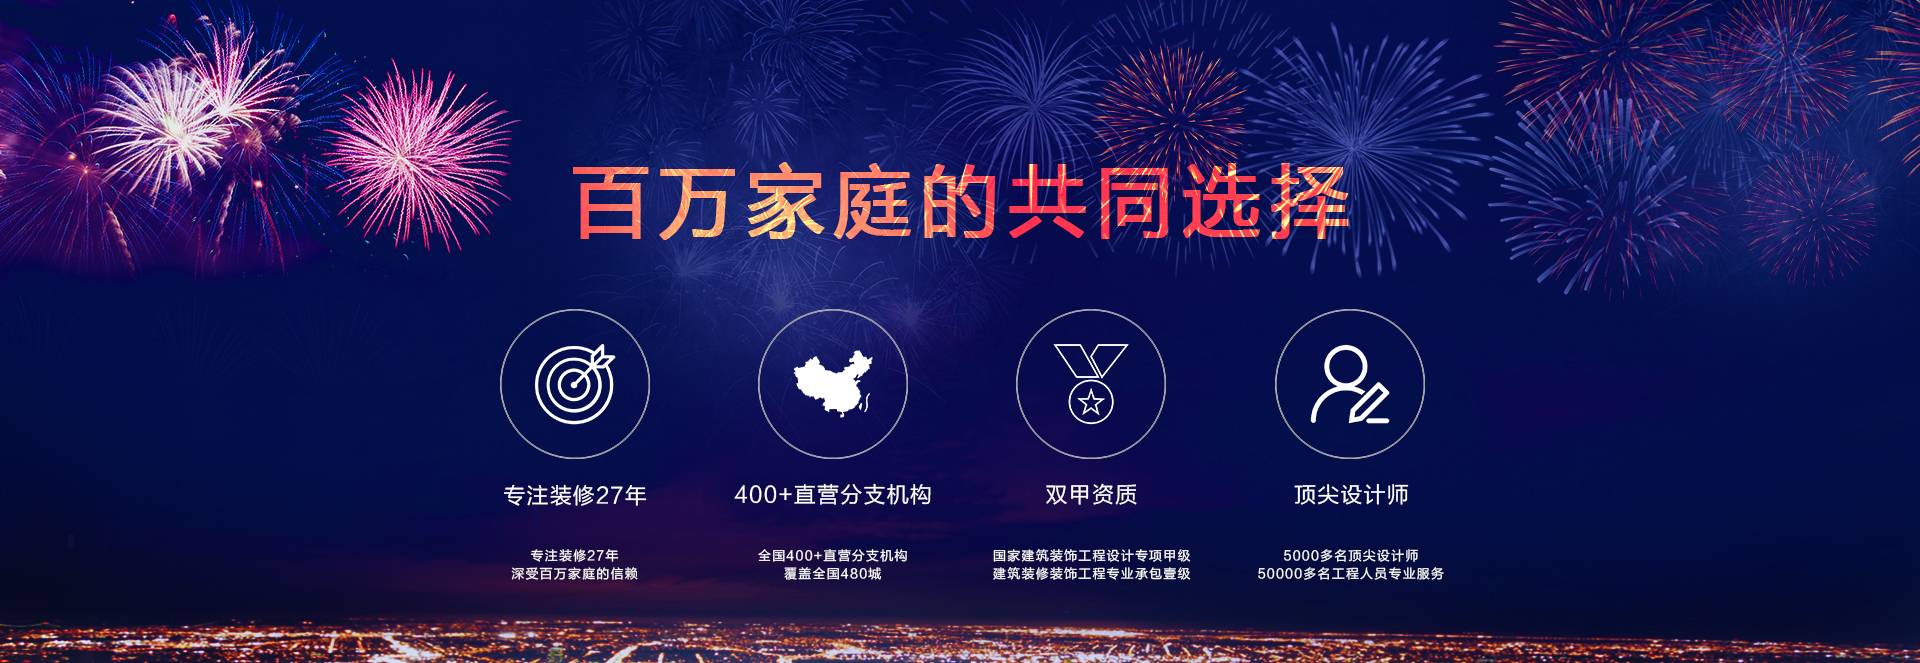 百万家庭的共同选择
专注装修27年
400+直营分支机构
双甲资质
顶尖设计师
专注装修27年
深受百万家庭的信赖
全国400+直营分支机构
覆盖全国480城
国家建筑装饰工程设计专项甲级
建筑装修装饰工程专业承包壹级
5000多名顶尖设计师
50000多名工程人员专业服务